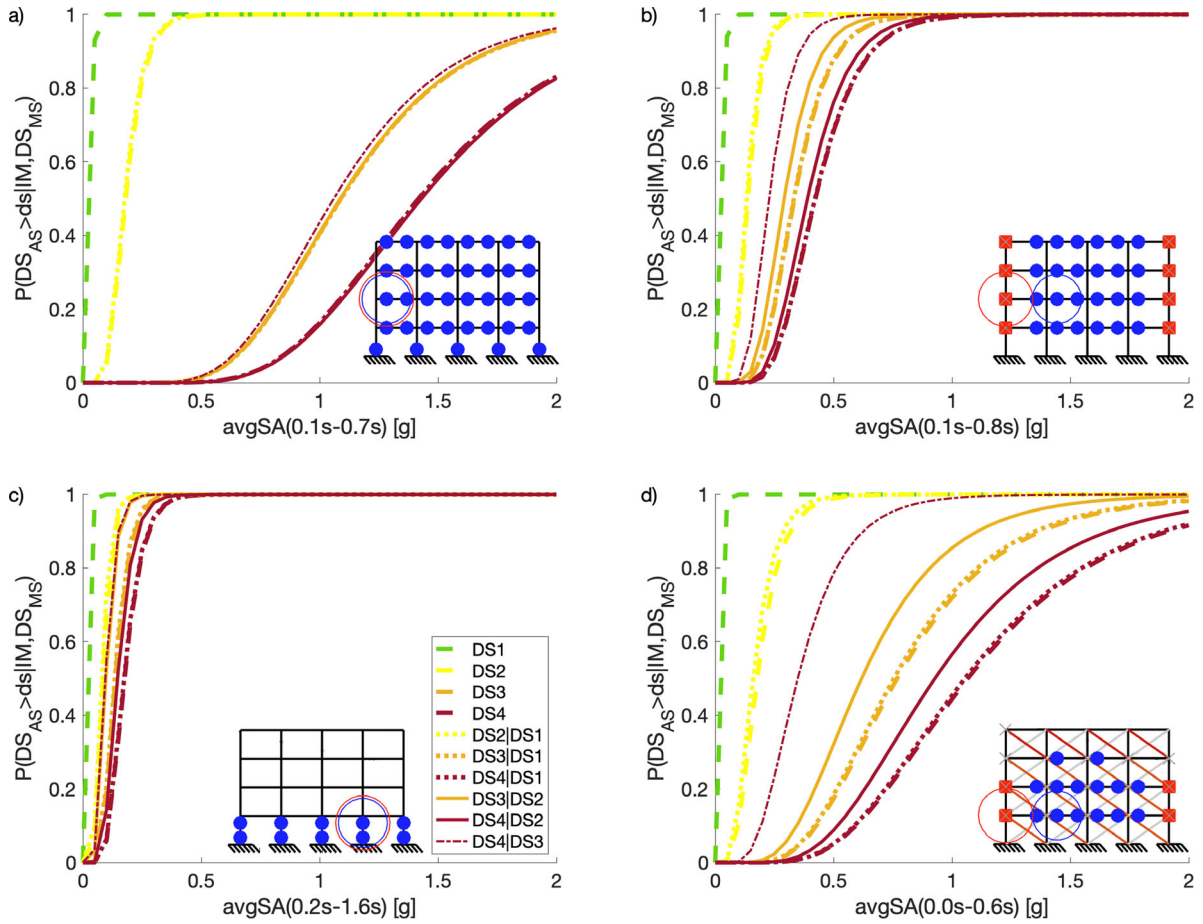 a)
P(DS_AS>ds|IM,DS_MS)
1
0.8
0.6
0.4
0.2
0
0 0.5 1 1.5 2
avgSA(0.1s-0.7s) [g]
b)
P(DS_AS>ds|IM,DS_MS)
1
0.8
0.6
0.4
0.2
0
0 0.5 1 1.5 2
avgSA(0.1s-0.8s) [g]
c)
P(DS_AS>ds|IM,DS_MS)
1
0.8
0.6
0.4
0.2
0
0 0.5 1 1.5 2
avgSA(0.2s-1.6s) [g]
DS1
DS2
DS3
DS4
DS2|DS1
DS3|DS1
DS4|DS1
DS3|DS2
DS4|DS2
DS4|DS3
d)
P(DS_AS>ds|IM,DS_MS)
1
0.8
0.6
0.4
0.2
0
0 0.5 1 1.5 2
avgSA(0.0s-0.6s) [g]